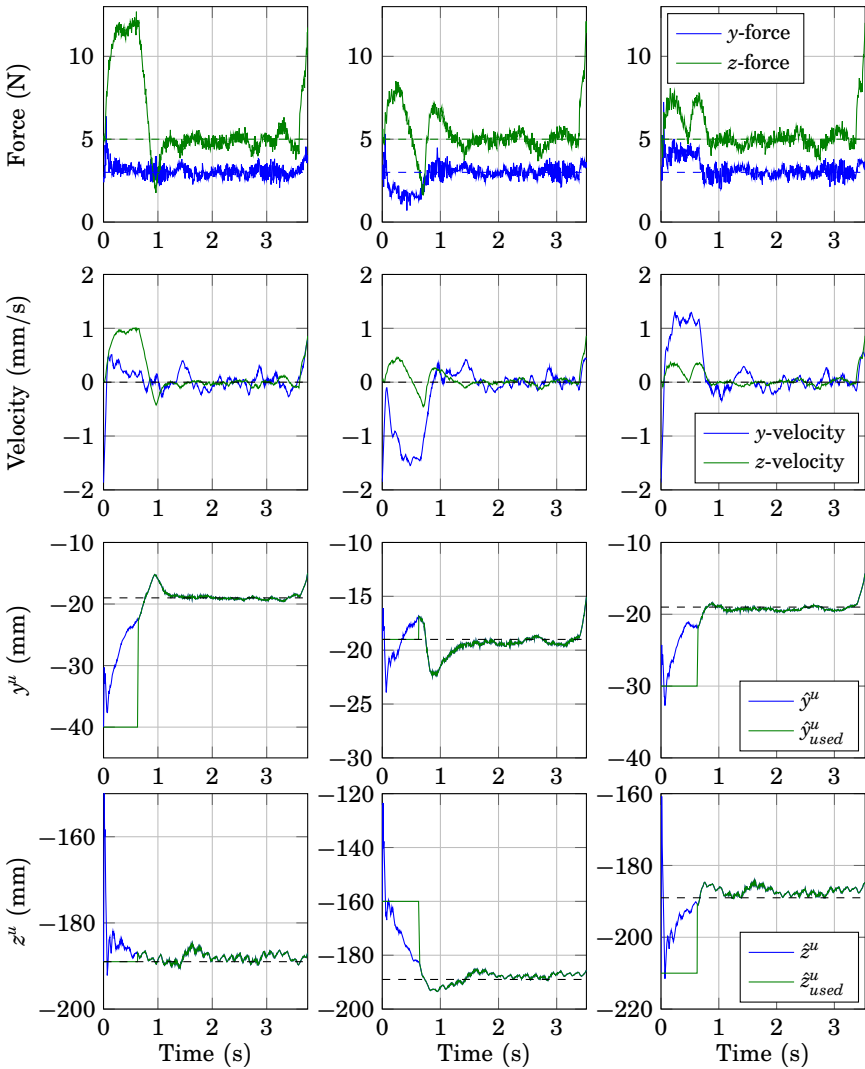 Force (N)
10
5
0
0 1 2 3
10
5
0
0 1 2 3
10
5
0
0 1 2 3
y-force
z-force
Velocity (mm/s)
2
1
0
−1
−2
0 1 2 3
2
1
0
−1
−2
0 1 2 3
2
1
0
−1
−2
0 1 2 3
y-velocity
z-velocity
y^u (mm)
−10
−20
−30
−40
0 1 2 3
−10
−15
−20
−25
−30
0 1 2 3
−10
−20
−30
−40
0 1 2 3
ŷ^u
ŷ^u_used
z^u (mm)
−160
−180
−200
0 1 2 3
Time (s)
−120
−140
−160
−180
−200
0 1 2 3
Time (s)
−160
−180
−200
−220
0 1 2 3
Time (s)
ẑ^u
ẑ^u_used